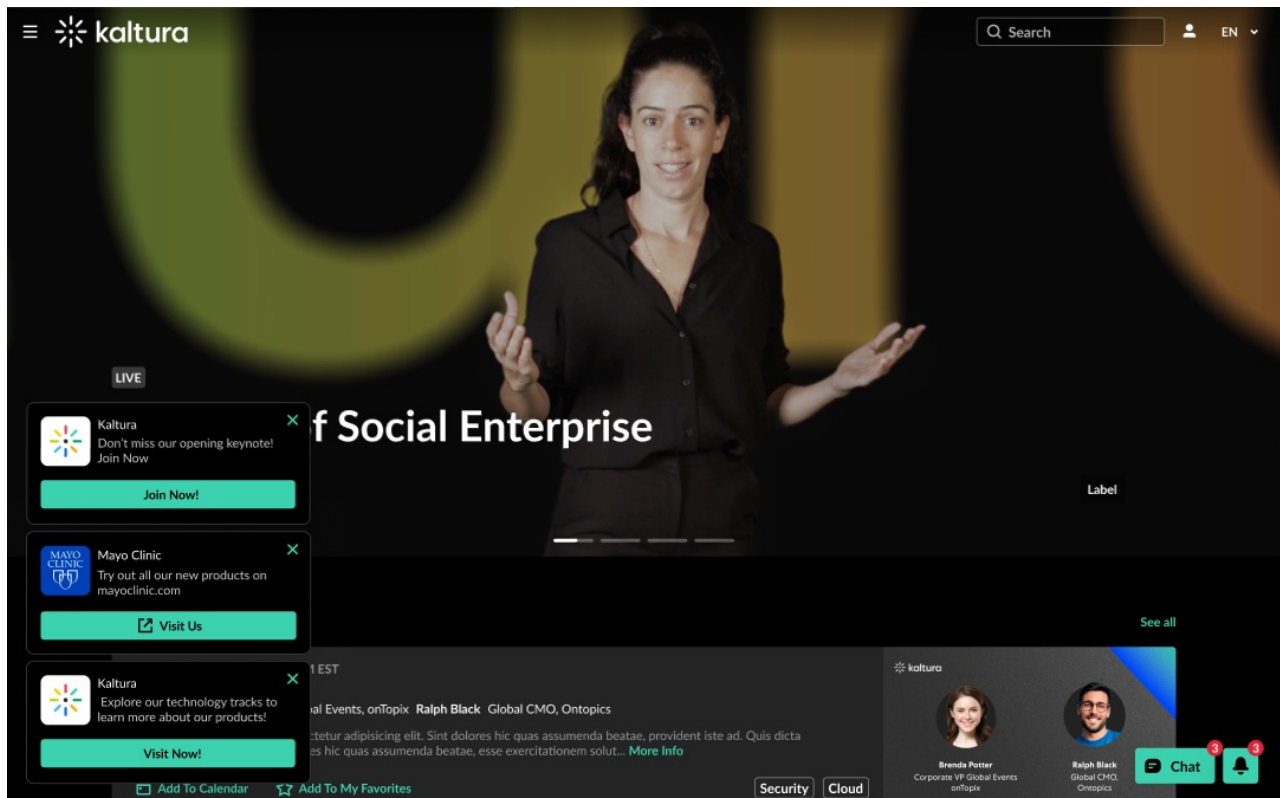 kaltura
Search
EN
LIVE
f Social Enterprise
Kaltura
Don't miss our opening keynote!
Join Now
Join Now!
Label
MAYO
CLINIC
Mayo Clinic
Try out all our new products on
mayoclinic.com
Visit Us
See all
Kaltura
Explore our technology tracks to
learn more about our products!
Visit Now!
EST
Events, onTopix Ralph Black Global CMO, Ontopics
adipisicing elit. Sint dolores hic quas assumenda beatae, provident iste ad. Quis dicta
hic quas assumenda beatae, esse exercitationem solut... More Info
Add To Calendar
Add To My Favorites
Security
Cloud
kaltura
Brenda Potter
Corporate VP Global Events
onTopix
Ralph Black
Global CMO,
Ontopics
Chat
3
3